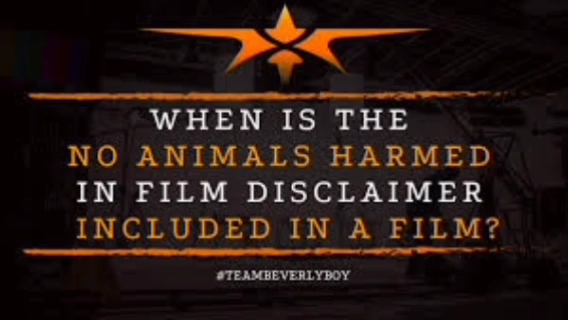 WHEN IS THE
NO ANIMALS HARMED
IN FILM DISCLAIMER
INCLUDED IN A FILM?
#TEAMBEVERLYBOY